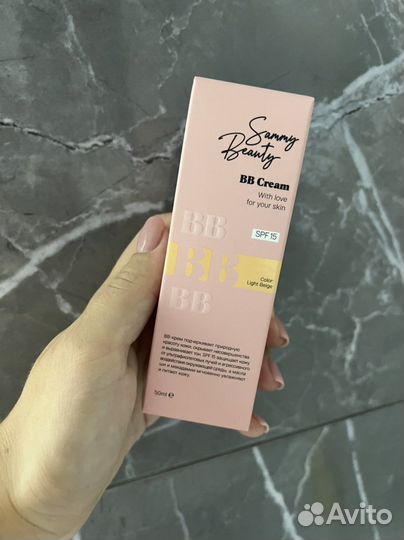 Sammy
Beauty
BB Cream
With love
for your skin
SPF 15
BB
BB
Color
Light Beige
BB
BB-крем подчеркивает природную
красоту кожи, скрывает несовершенства
и выравнивает тон. SPF 15 защищает кожу
от ультрафиолетовых лучей и агрессивного
воздействия окружающей среды, а масла
ши и макадамии мгновенно увлажняют
и питают кожу.
50ml e
Avito